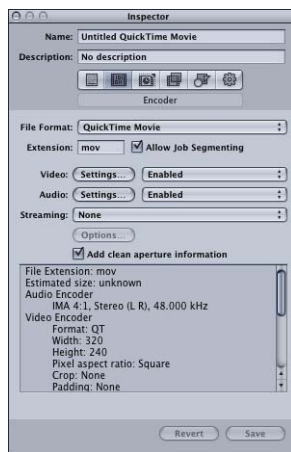 Inspector
Name: Untitled QuickTime Movie
Description: No description
Encoder
File Format: QuickTime Movie
Extension: mov Allow Job Segmenting
Video: Settings... Enabled
Audio: Settings... Enabled
Streaming: None
Options...
Add clean aperture information
File Extension: mov
Estimated size: unknown
Audio Encoder
IMA 4:1, Stereo (L R), 48.000 kHz
Video Encoder
Format: QT
Width: 320
Height: 240
Pixel aspect ratio: Square
Crop: None
Padding: None
Revert Save